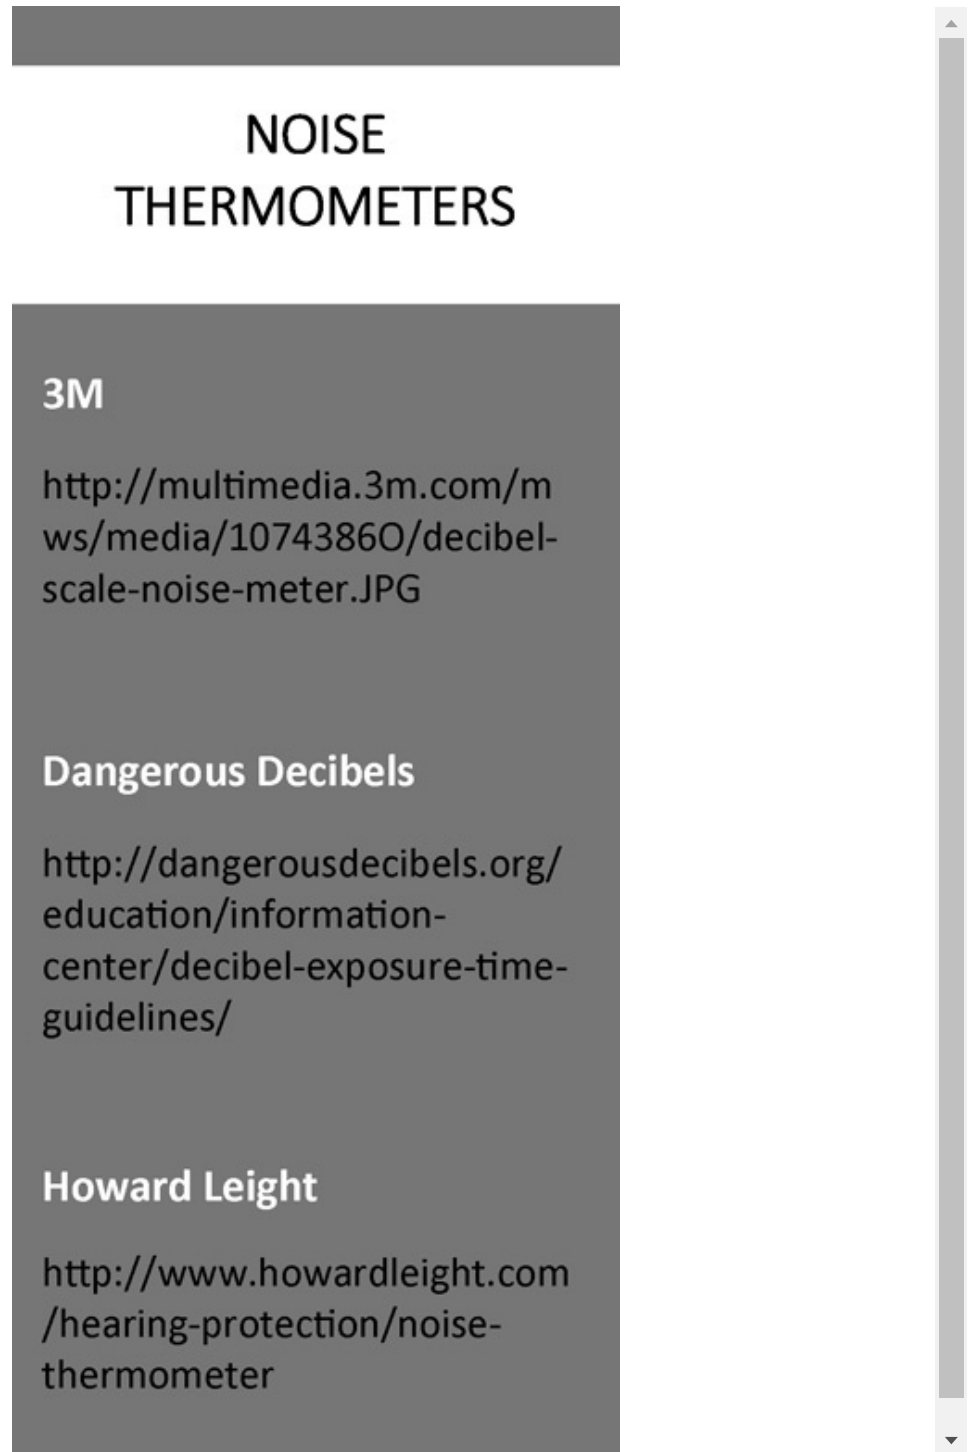 NOISE
THERMOMETERS
3M
http://multimedia.3m.com/m
ws/media/1074386O/decibel-
scale-noise-meter.JPG
Dangerous Decibels
http://dangerousdecibels.org/
education/information-
center/decibel-exposure-time-
guidelines/
Howard Leight
http://www.howardleight.com
/hearing-protection/noise-
thermometer